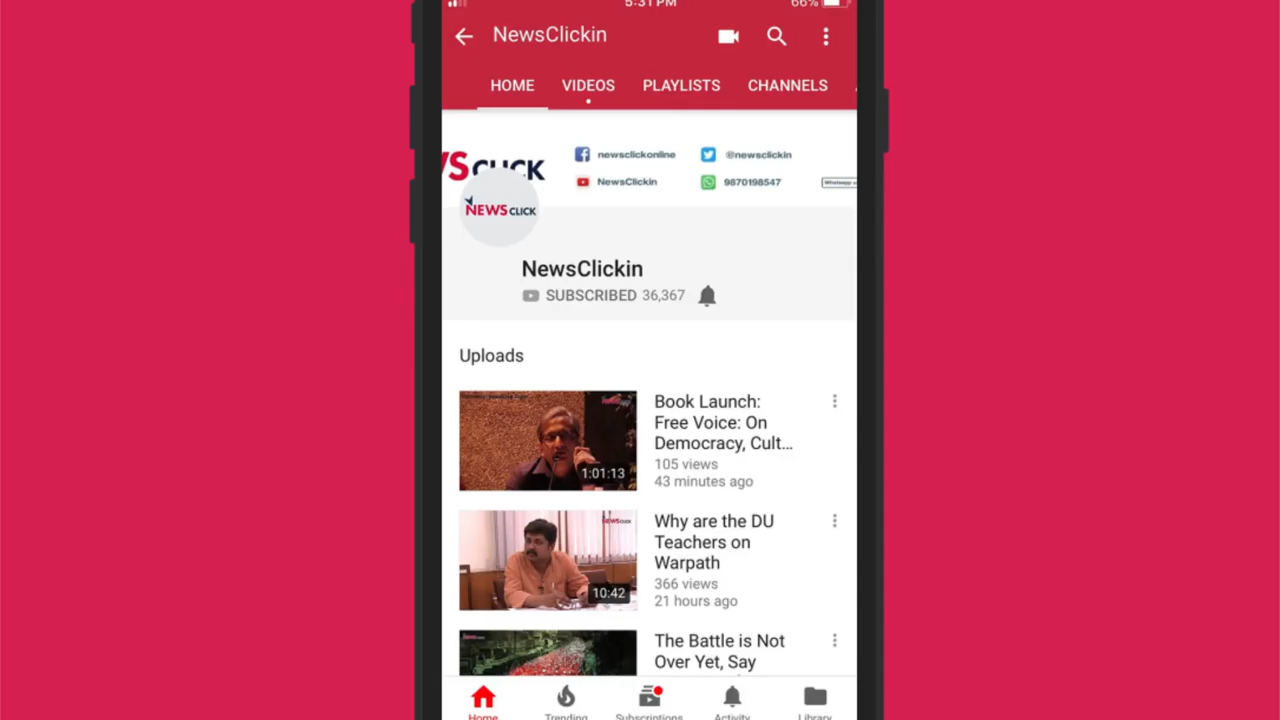 5:31 PM
66%
NewsClickin
HOME VIDEOS PLAYLISTS CHANNELS
WS CLICK
newsclickonline
@newsclickin
NewsClickin
9870198547
NEWSCLICK
NewsClickin
SUBSCRIBED 36,367
Uploads
1:01:13
Book Launch:
Free Voice: On
Democracy, Cult...
105 views
43 minutes ago
NEWSCLICK
10:42
Why are the DU
Teachers on
Warpath
366 views
21 hours ago
The Battle is Not
Over Yet, Say
Home Trending Subscriptions Activity Library